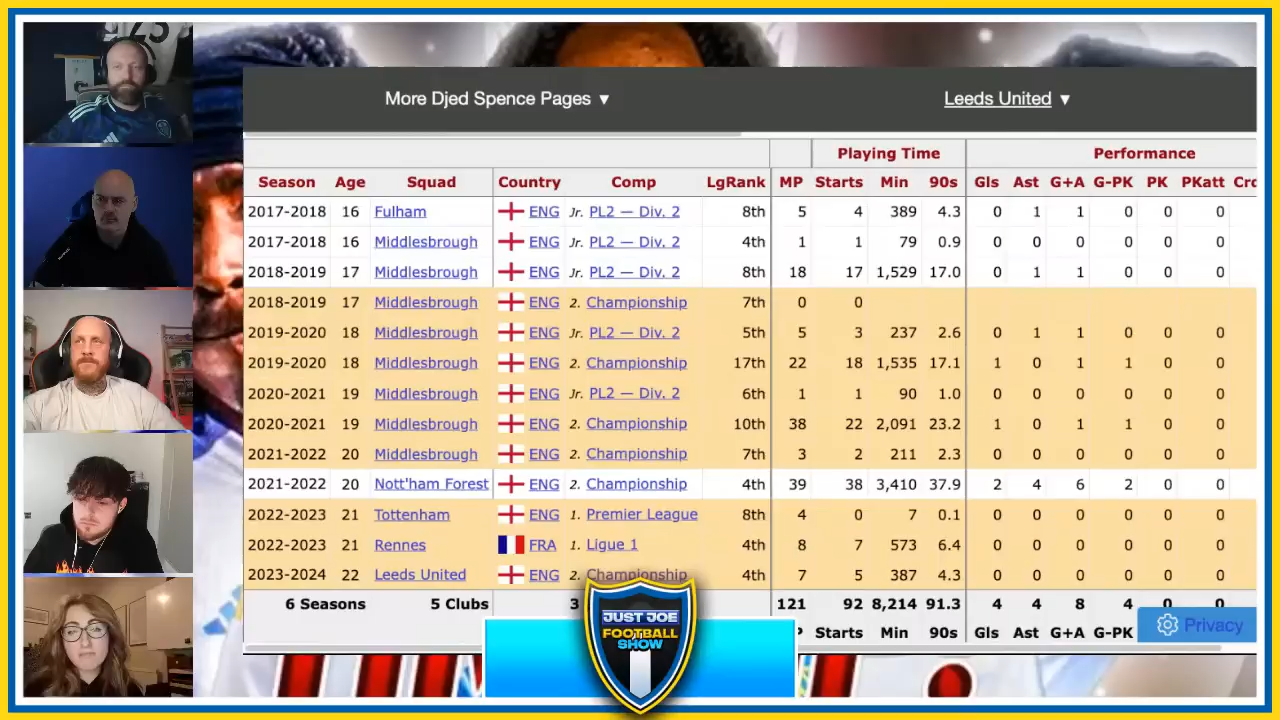 More Djed Spence Pages ▼ Leeds United ▼
Playing Time Performance
Season Age Squad Country Comp LgRank MP Starts Min 90s Gls Ast G+A G-PK PK PKatt Crd
2017-2018 16 Fulham ENG Jr. PL2 — Div. 2 8th 5 4 389 4.3 0 1 1 0 0 0
2017-2018 16 Middlesbrough ENG Jr. PL2 — Div. 2 4th 1 1 79 0.9 0 0 0 0 0 0
2018-2019 17 Middlesbrough ENG Jr. PL2 — Div. 2 8th 18 17 1,529 17.0 0 1 1 0 0 0
2018-2019 17 Middlesbrough ENG 2. Championship 7th 0 0
2019-2020 18 Middlesbrough ENG Jr. PL2 — Div. 2 5th 5 3 237 2.6 0 1 1 0 0 0
2019-2020 18 Middlesbrough ENG 2. Championship 17th 22 18 1,535 17.1 1 0 1 1 0 0
2020-2021 19 Middlesbrough ENG Jr. PL2 — Div. 2 6th 1 1 90 1.0 0 0 0 0 0 0
2020-2021 19 Middlesbrough ENG 2. Championship 10th 38 22 2,091 23.2 1 0 1 1 0 0
2021-2022 20 Middlesbrough ENG 2. Championship 7th 3 2 211 2.3 0 0 0 0 0 0
2021-2022 20 Nott'ham Forest ENG 2. Championship 4th 39 38 3,410 37.9 2 4 6 2 0 0
2022-2023 21 Tottenham ENG 1. Premier League 8th 4 0 7 0.1 0 0 0 0 0 0
2022-2023 21 Rennes FRA 1. Ligue 1 4th 8 7 573 6.4 0 0 0 0 0 0
2023-2024 22 Leeds United ENG 2. Championship 4th 7 5 387 4.3 0 0 0 0 0 0
6 Seasons 5 Clubs 3 121 92 8,214 91.3 4 4 8 4 0 0
Starts Min 90s Gls Ast G+A G-PK
Privacy
JUST JOE
FOOTBALL
SHOW